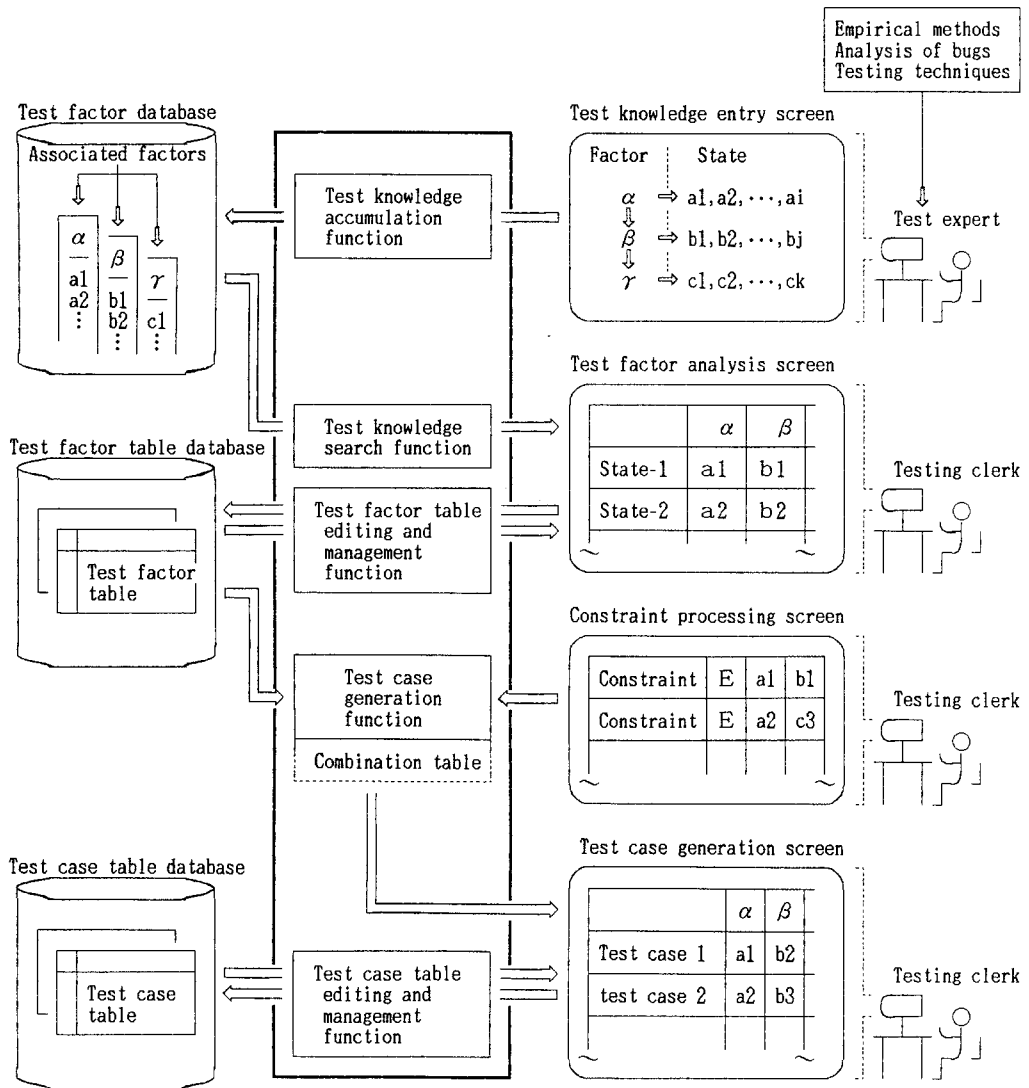 Empirical methods
Analysis of bugs
Testing techniques
Test factor database
Associated factors
α
a1
a2
⋮
β
b1
b2
⋮
γ
c1
⋮
Test knowledge
accumulation
function
Test knowledge entry screen
Factor State
α ⇒ a1,a2,···,ai
β ⇒ b1,b2,···,bj
γ ⇒ c1,c2,···,ck
Test expert
Test knowledge
search function
Test factor analysis screen
α β
State-1 a1 b1
State-2 a2 b2
Testing clerk
Test factor table database
Test factor
table
Test factor table
editing and
management
function
Test case
generation
function
Combination table
Constraint processing screen
Constraint E a1 b1
Constraint E a2 c3
Testing clerk
Test case table database
Test case
table
Test case table
editing and
management
function
Test case generation screen
α β
Test case 1 a1 b2
test case 2 a2 b3
Testing clerk